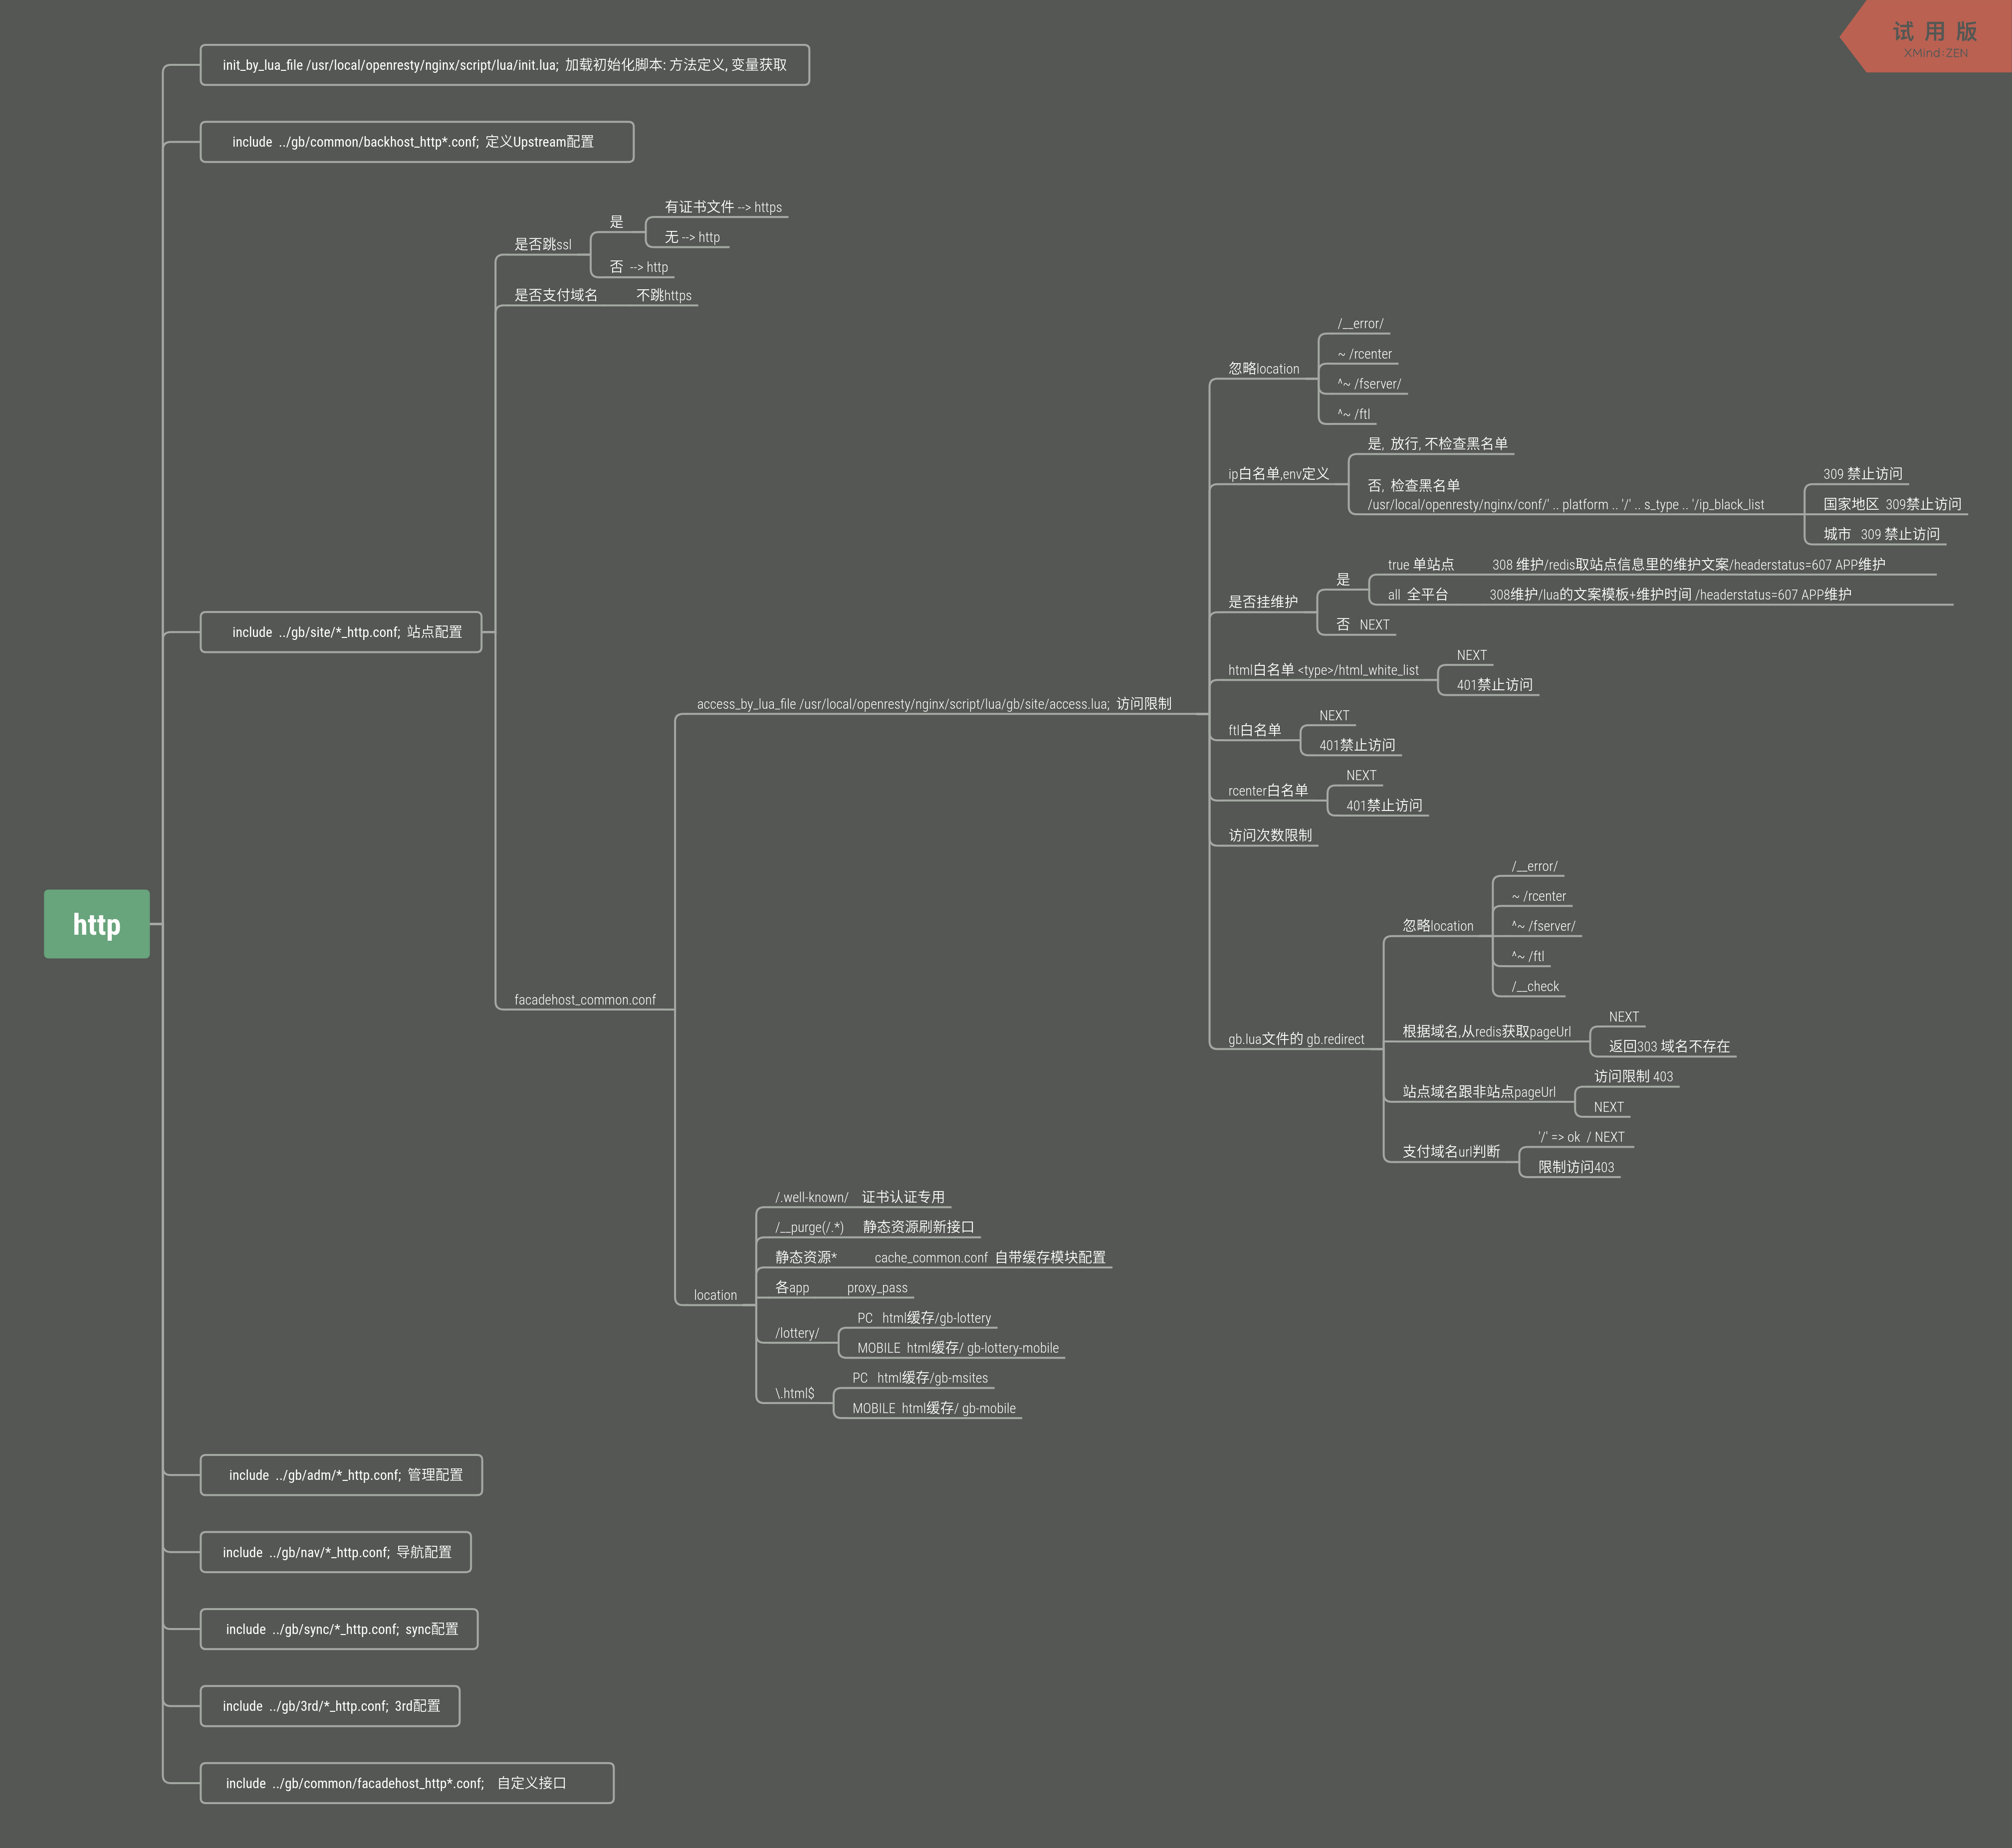 试用版
XMind:ZEN
init_by_lua_file /usr/local/openresty/nginx/script/lua/init.lua; 加载初始化脚本: 方法定义, 变量获取
include ../gb/common/backhost_http*.conf; 定义Upstream配置
有证书文件 --> https
是
无 --> http
是否跳ssl
否 --> http
是否支付域名 不跳https
/__error/
~ /rcenter
忽略location
^~ /fserver/
^~ /ftl
是, 放行, 不检查黑名单
ip白名单,env定义
309 禁止访问
否, 检查黑名单
/usr/local/openresty/nginx/conf/' .. platform .. '/' .. s_type .. '/ip_black_list
国家地区 309禁止访问
城市 309 禁止访问
true 单站点 308 维护/redis取站点信息里的维护文案/headerstatus=607 APP维护
是
all 全平台 308维护/lua的文案模板+维护时间 /headerstatus=607 APP维护
是否挂维护
否 NEXT
include ../gb/site/*_http.conf; 站点配置
NEXT
html白名单 <type>/html_white_list
401禁止访问
access_by_lua_file /usr/local/openresty/nginx/script/lua/gb/site/access.lua; 访问限制
NEXT
ftl白名单
401禁止访问
NEXT
rcenter白名单
401禁止访问
访问次数限制
/__error/
~ /rcenter
http
忽略location
^~ /fserver/
^~ /ftl
/__check
facadehost_common.conf
NEXT
根据域名,从redis获取pageUrl
gb.lua文件的 gb.redirect
返回303 域名不存在
访问限制 403
站点域名跟非站点pageUrl
NEXT
'/' => ok / NEXT
支付域名url判断
限制访问403
/.well-known/ 证书认证专用
/__purge(/.*) 静态资源刷新接口
静态资源* cache_common.conf 自带缓存模块配置
各app proxy_pass
location
PC html缓存/gb-lottery
/lottery/
MOBILE html缓存/ gb-lottery-mobile
PC html缓存/gb-msites
\.html$
MOBILE html缓存/ gb-mobile
include ../gb/adm/*_http.conf; 管理配置
include ../gb/nav/*_http.conf; 导航配置
include ../gb/sync/*_http.conf; sync配置
include ../gb/3rd/*_http.conf; 3rd配置
include ../gb/common/facadehost_http*.conf; 自定义接口